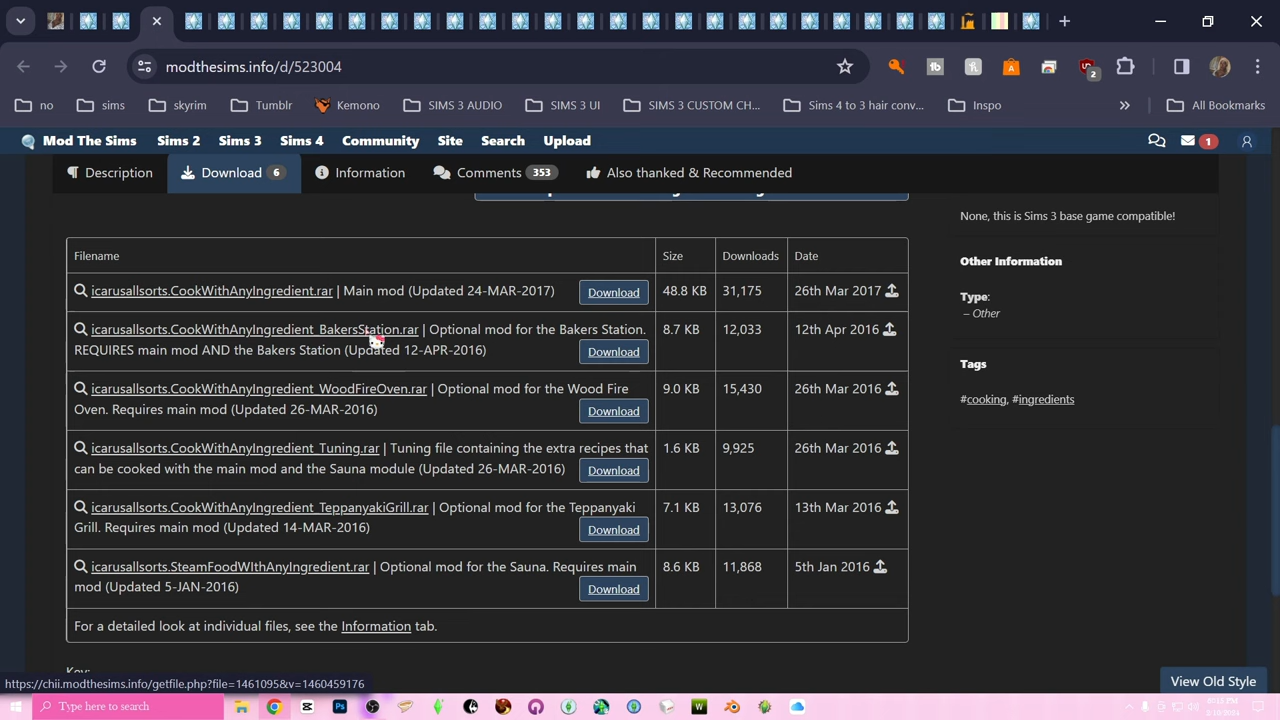 modthesims.info/d/523004
2
no
sims
skyrim
Tumblr
Kemono
SIMS 3 AUDIO
SIMS 3 UI
SIMS 3 CUSTOM CH...
Sims 4 to 3 hair conv...
Inspo
All Bookmarks
Mod The Sims
Sims 2
Sims 3
Sims 4
Community
Site
Search
Upload
1
Description
Download 6
Information
Comments 353
Also thanked & Recommended
None, this is Sims 3 base game compatible!
Other Information
Type:
– Other
Tags
#cooking, #ingredients
Filename Size Downloads Date
icarusallsorts.CookWithAnyIngredient.rar | Main mod (Updated 24-MAR-2017) Download 48.8 KB 31,175 26th Mar 2017
icarusallsorts.CookWithAnyIngredient_BakersStation.rar | Optional mod for the Bakers Station. 8.7 KB 12,033 12th Apr 2016
REQUIRES main mod AND the Bakers Station (Updated 12-APR-2016) Download
icarusallsorts.CookWithAnyIngredient_WoodFireOven.rar | Optional mod for the Wood Fire 9.0 KB 15,430 26th Mar 2016
Oven. Requires main mod (Updated 26-MAR-2016) Download
icarusallsorts.CookWithAnyIngredient_Tuning.rar | Tuning file containing the extra recipes that 1.6 KB 9,925 26th Mar 2016
can be cooked with the main mod and the Sauna module (Updated 26-MAR-2016) Download
icarusallsorts.CookWithAnyIngredient_TeppanyakiGrill.rar | Optional mod for the Teppanyaki 7.1 KB 13,076 13th Mar 2016
Grill. Requires main mod (Updated 14-MAR-2016) Download
icarusallsorts.SteamFoodWIthAnyIngredient.rar | Optional mod for the Sauna. Requires main 8.6 KB 11,868 5th Jan 2016
mod (Updated 5-JAN-2016) Download
For a detailed look at individual files, see the Information tab.
Key:
https://chii.modthesims.info/getfile.php?file=1461095&v=1460459176
View Old Style
Type here to search
Ps
W